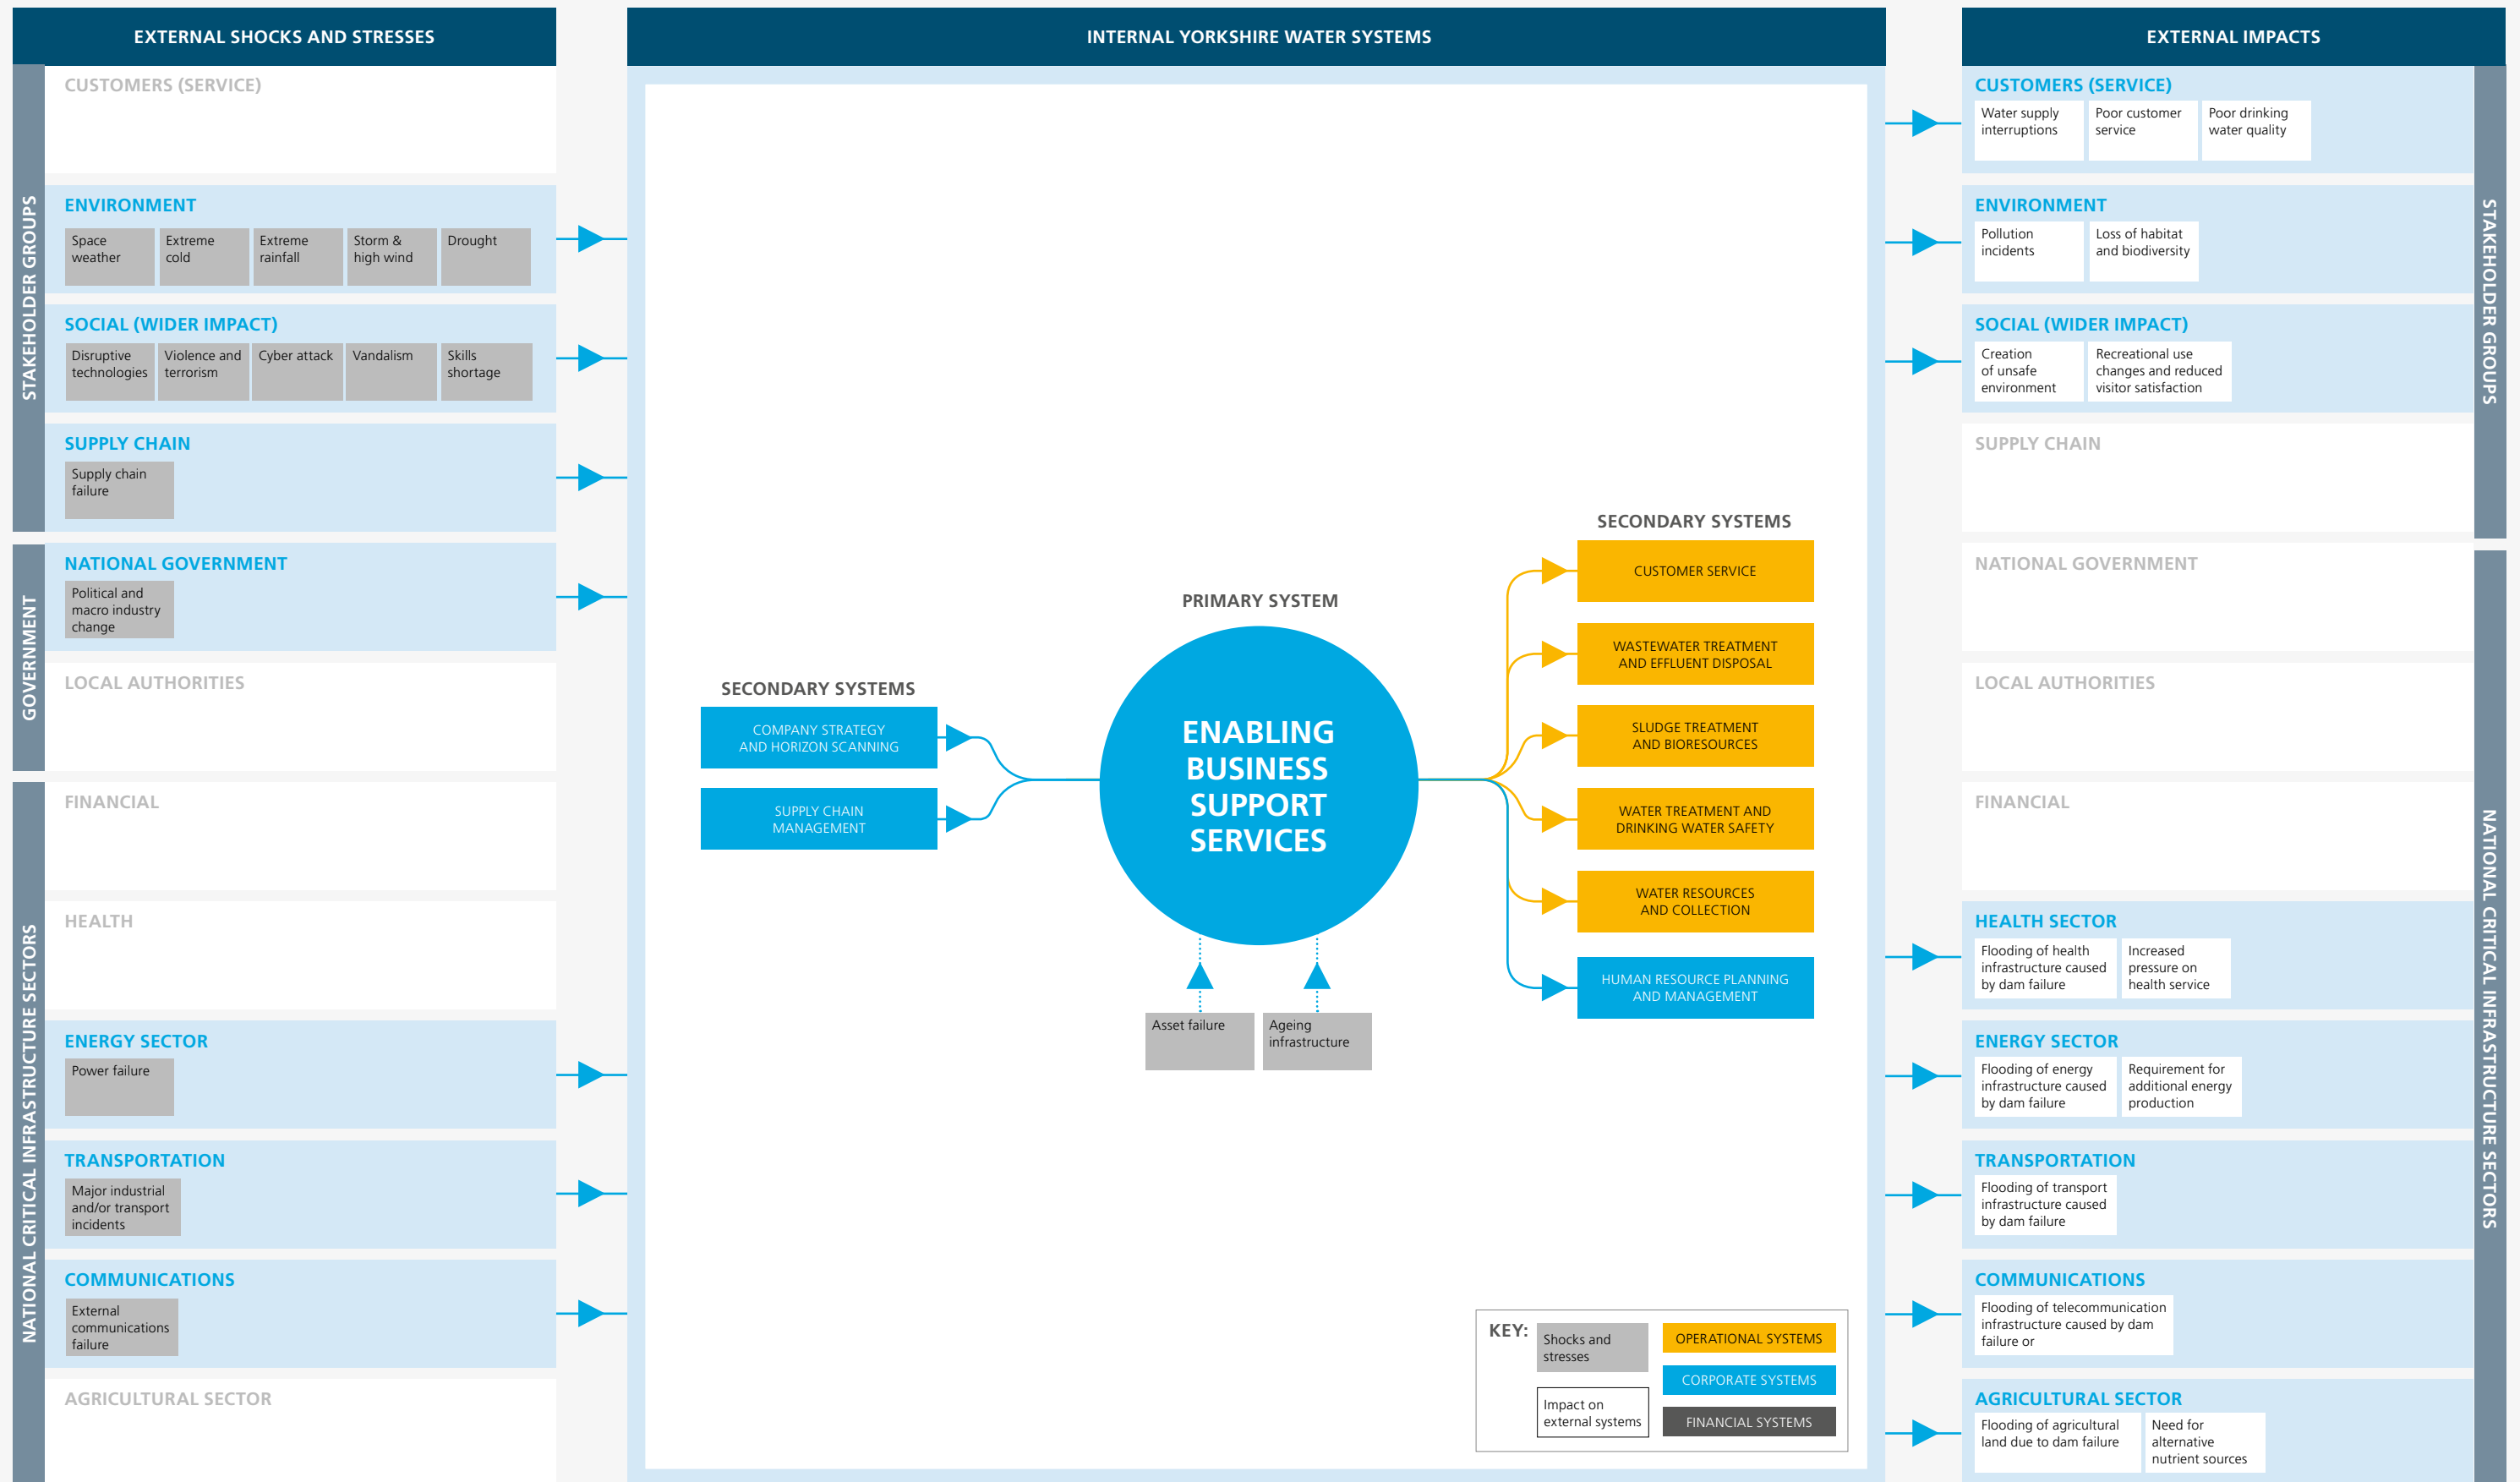 EXTERNAL SHOCKS AND STRESSES
STAKEHOLDER GROUPS
CUSTOMERS (SERVICE)
ENVIRONMENT
Space
weather
Extreme
cold
Extreme
rainfall
Storm &
high wind
Drought
SOCIAL (WIDER IMPACT)
Disruptive
technologies
Violence and
terrorism
Cyber attack
Vandalism
Skills
shortage
SUPPLY CHAIN
Supply chain
failure
GOVERNMENT
NATIONAL GOVERNMENT
Political and
macro industry
change
LOCAL AUTHORITIES
NATIONAL CRITICAL INFRASTRUCTURE SECTORS
FINANCIAL
HEALTH
ENERGY SECTOR
Power failure
TRANSPORTATION
Major industrial
and/or transport
incidents
COMMUNICATIONS
External
communications
failure
AGRICULTURAL SECTOR
INTERNAL YORKSHIRE WATER SYSTEMS
SECONDARY SYSTEMS
COMPANY STRATEGY
AND HORIZON SCANNING
SUPPLY CHAIN
MANAGEMENT
PRIMARY SYSTEM
ENABLING
BUSINESS
SUPPORT
SERVICES
Asset failure
Ageing
infrastructure
SECONDARY SYSTEMS
CUSTOMER SERVICE
WASTEWATER TREATMENT
AND EFFLUENT DISPOSAL
SLUDGE TREATMENT
AND BIORESOURCES
WATER TREATMENT AND
DRINKING WATER SAFETY
WATER RESOURCES
AND COLLECTION
HUMAN RESOURCE PLANNING
AND MANAGEMENT
KEY:
Shocks and
stresses
Impact on
external systems
OPERATIONAL SYSTEMS
CORPORATE SYSTEMS
FINANCIAL SYSTEMS
EXTERNAL IMPACTS
STAKEHOLDER GROUPS
CUSTOMERS (SERVICE)
Water supply
interruptions
Poor customer
service
Poor drinking
water quality
ENVIRONMENT
Pollution
incidents
Loss of habitat
and biodiversity
SOCIAL (WIDER IMPACT)
Creation
of unsafe
environment
Recreational use
changes and reduced
visitor satisfaction
SUPPLY CHAIN
NATIONAL CRITICAL INFRASTRUCTURE SECTORS
NATIONAL GOVERNMENT
LOCAL AUTHORITIES
FINANCIAL
HEALTH SECTOR
Flooding of health
infrastructure caused
by dam failure
Increased
pressure on
health service
ENERGY SECTOR
Flooding of energy
infrastructure caused
by dam failure
Requirement for
additional energy
production
TRANSPORTATION
Flooding of transport
infrastructure caused
by dam failure
COMMUNICATIONS
Flooding of telecommunication
infrastructure caused by dam
failure or
AGRICULTURAL SECTOR
Flooding of agricultural
land due to dam failure
Need for
alternative
nutrient sources